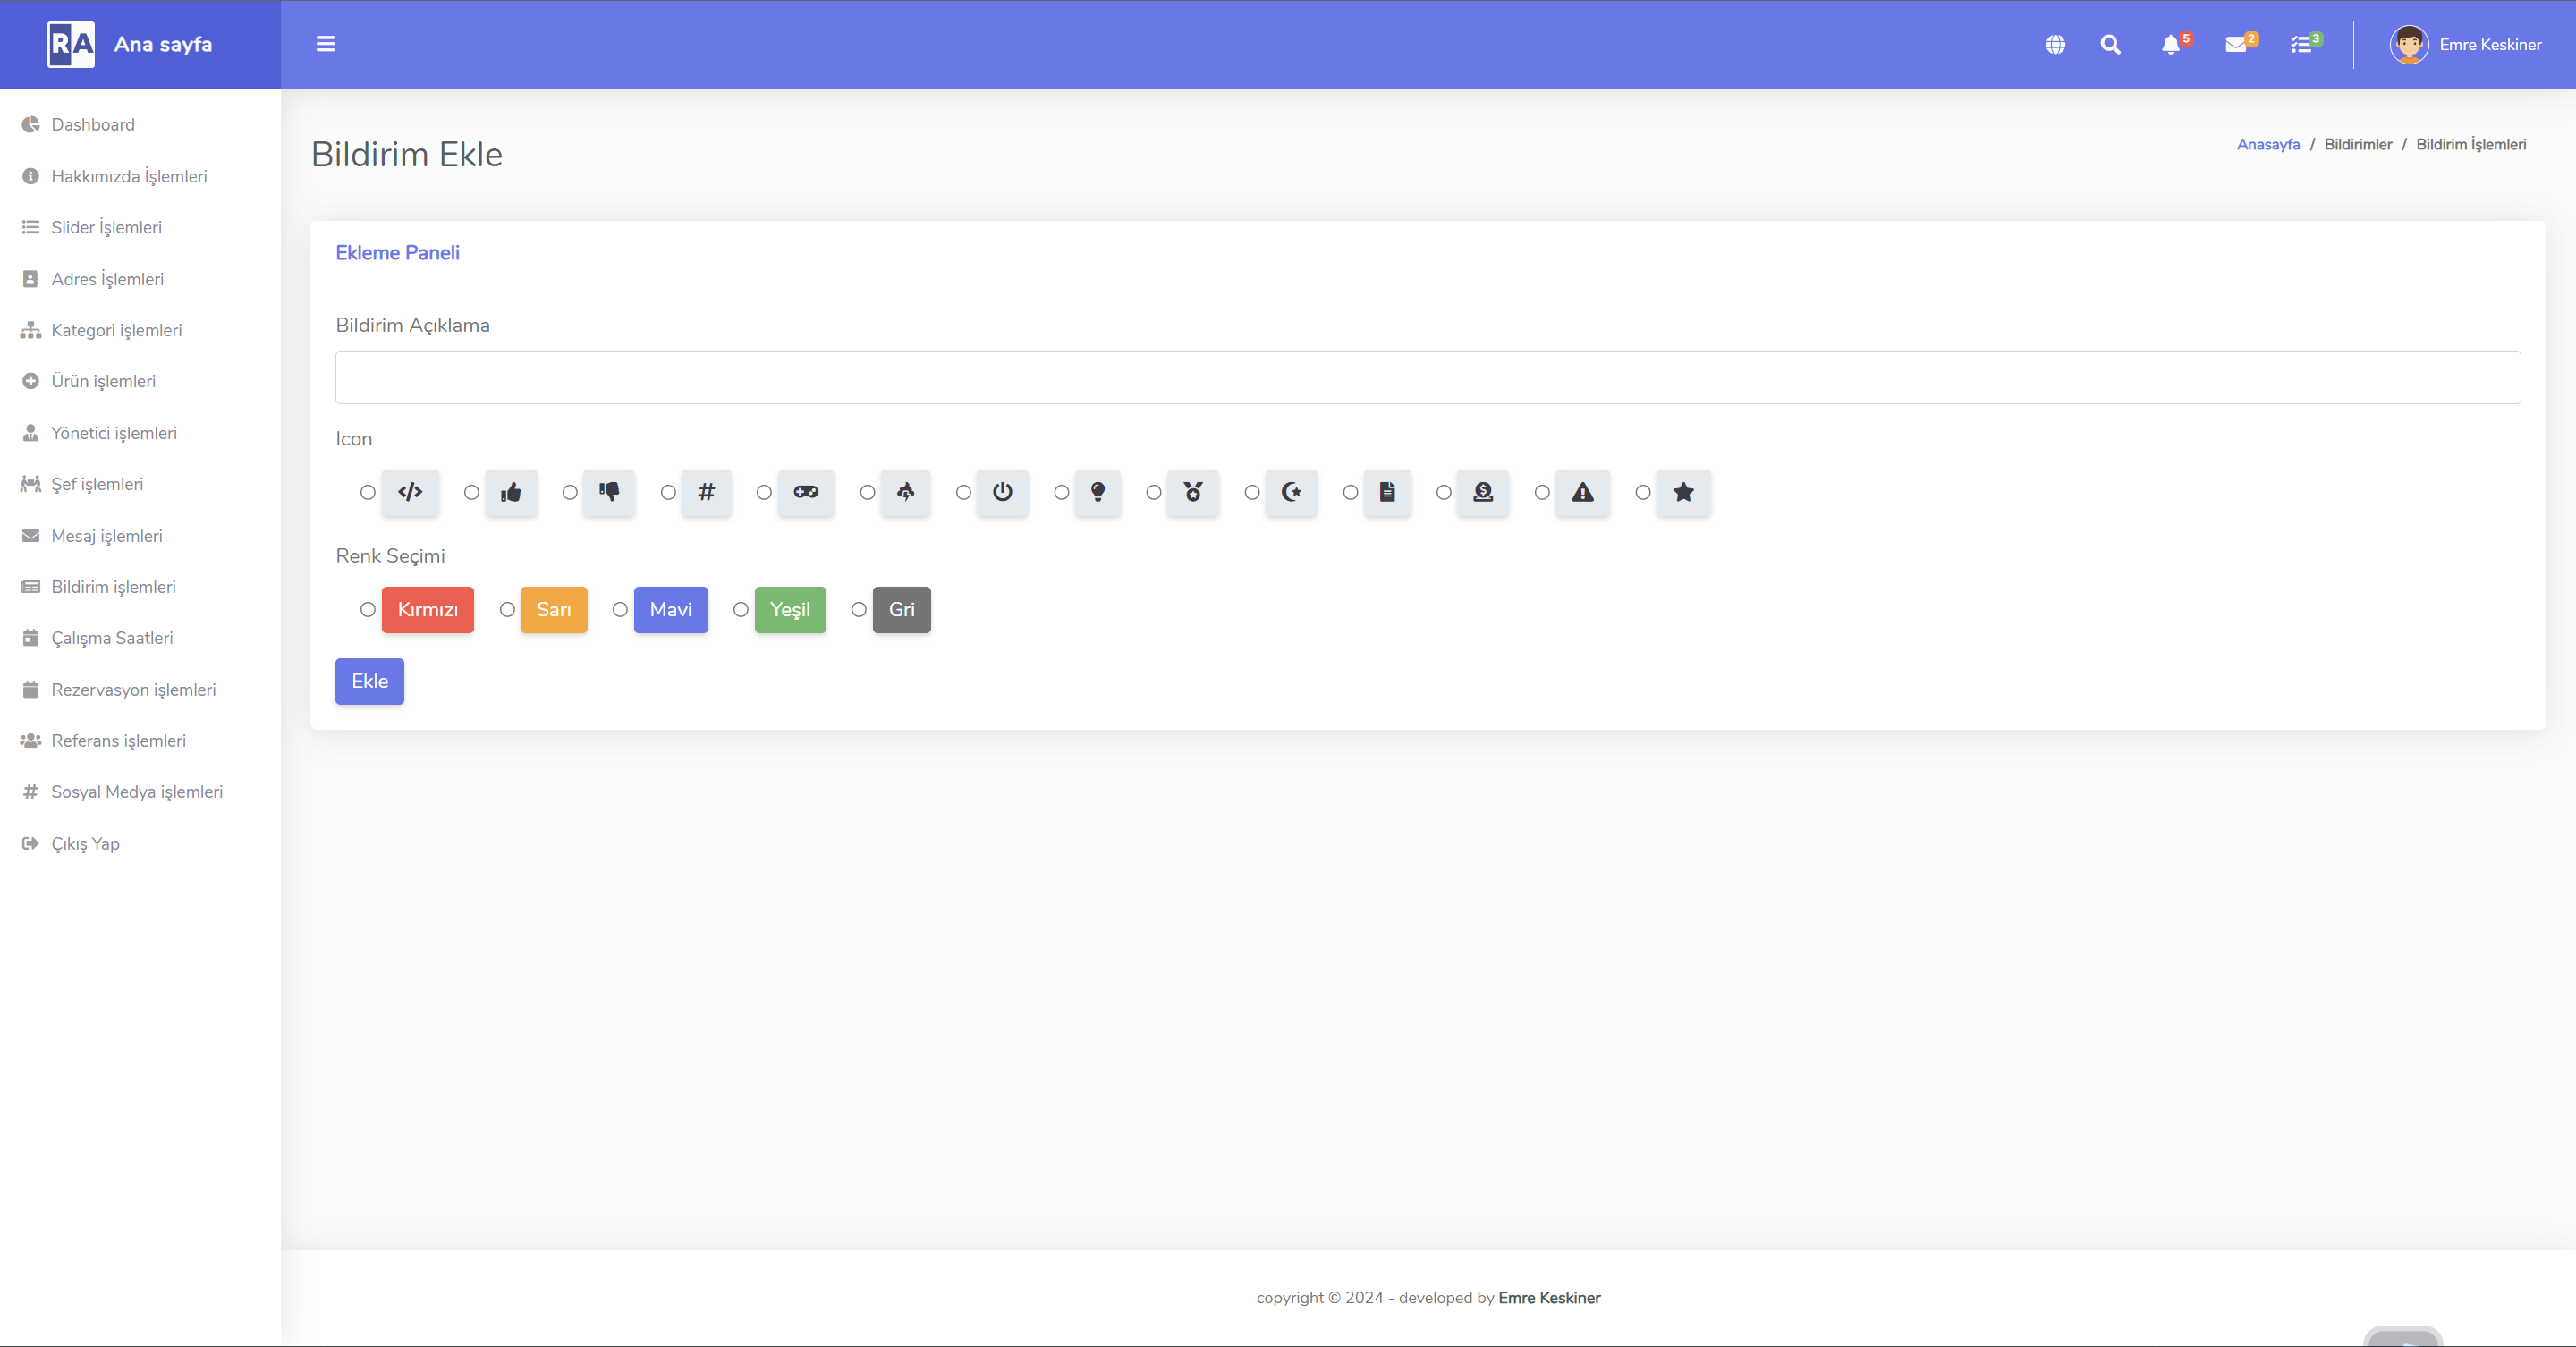 RA Ana sayfa
5 2 3 Emre Keskiner
Dashboard
Hakkımızda İşlemleri
Slider İşlemleri
Adres İşlemleri
Kategori işlemleri
Ürün işlemleri
Yönetici işlemleri
Şef işlemleri
Mesaj işlemleri
Bildirim işlemleri
Çalışma Saatleri
Rezervasyon işlemleri
Referans işlemleri
# Sosyal Medya işlemleri
Çıkış Yap
Bildirim Ekle
Anasayfa / Bildirimler / Bildirim İşlemleri
Ekleme Paneli
Bildirim Açıklama
Icon
</> #
Renk Seçimi
Kırmızı Sarı Mavi Yeşil Gri
Ekle
copyright © 2024 - developed by Emre Keskiner